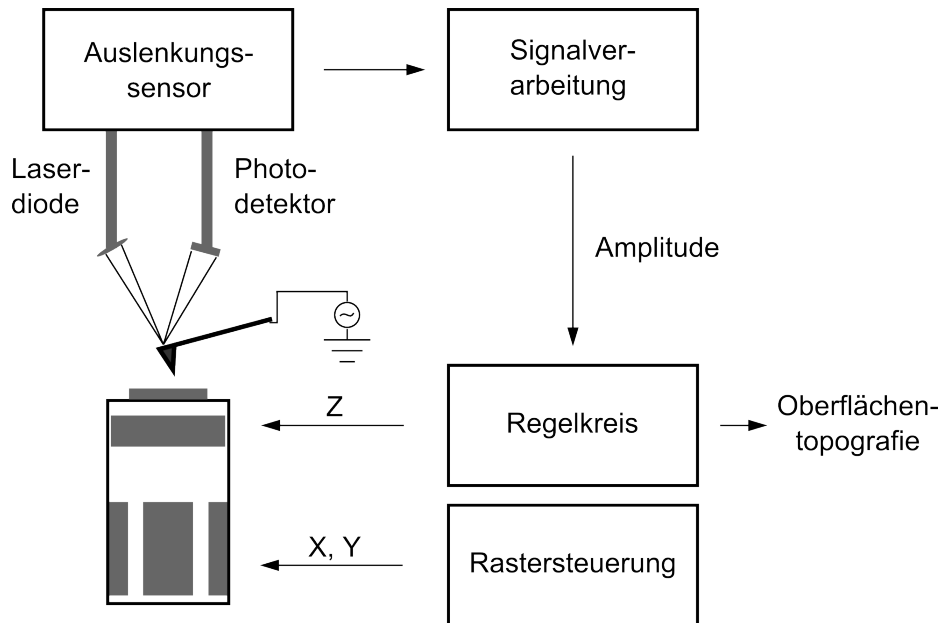 Auslenkungs-
sensor
Signalver-
arbeitung
Laser-
diode
Photo-
detektor
Amplitude
~
Z
Regelkreis
Oberflächen-
topografie
X, Y
Rastersteuerung